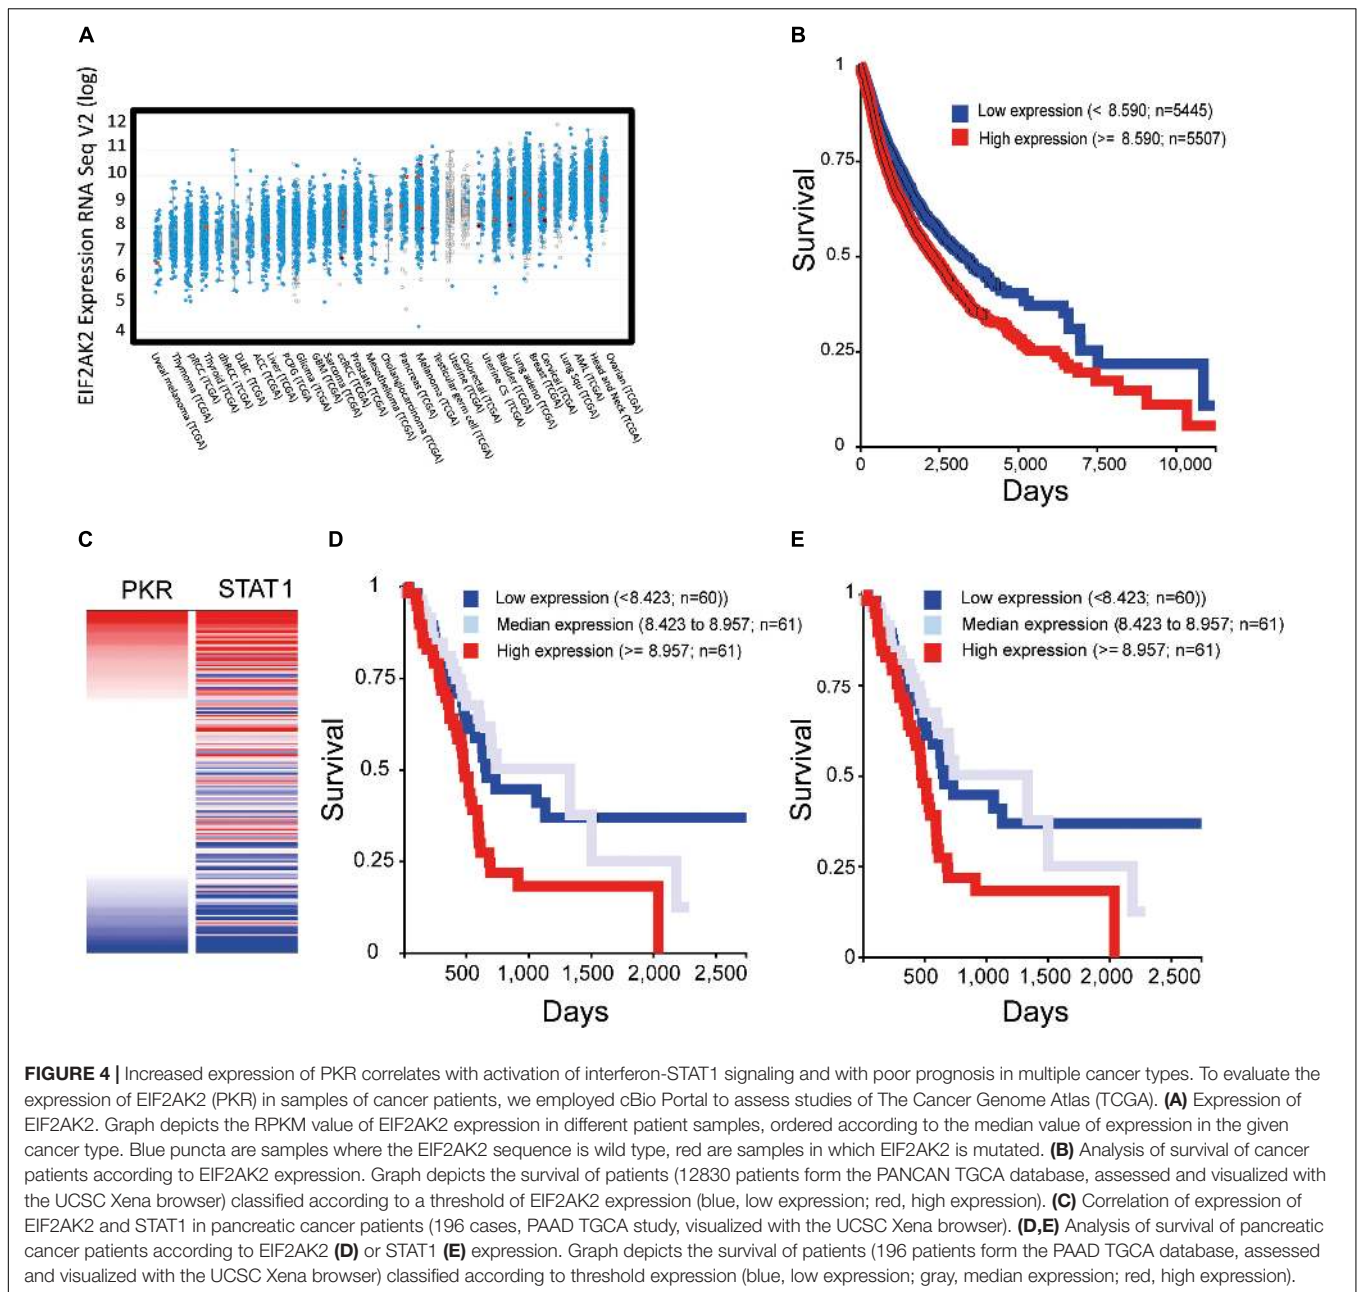 A
EIF2AK2 Expression RNA Seq V2 (log)
12
11
10
9
8
7
6
5
4
Uveal melanoma (TCGA)
Thymoma (TCGA)
pRCC (TCGA)
Thyroid (TCGA)
chRCC (TCGA)
DLBC (TCGA)
ACC (TCGA)
Liver (TCGA)
PCPG (TCGA)
Glioma (TCGA)
GBM (TCGA)
Sarcoma (TCGA)
ccRCC (TCGA)
Prostate (TCGA)
Mesothelioma (TCGA)
Cholangiocarcinoma (TCGA)
Pancreas (TCGA)
Melanoma (TCGA)
Testicular germ cell (TCGA)
Uterine (TCGA)
Colorectal (TCGA)
Uterine CS (TCGA)
Bladder (TCGA)
Lung adeno (TCGA)
Breast (TCGA)
Cervical (TCGA)
Lung Squ (TCGA)
AML (TCGA)
Head and Neck (TCGA)
Ovarian (TCGA)
B
Survival
1
0.75
0.5
0.25
0
Low expression (< 8.590; n=5445)
High expression (>= 8.590; n=5507)
0 2,500 5,000 7,500 10,000
Days
C
PKR STAT1
D
Survival
1
0.75
0.5
0.25
0
Low expression (<8.423; n=60))
Median expression (8.423 to 8.957; n=61)
High expression (>= 8.957; n=61)
500 1,000 1,500 2,000 2,500
Days
E
Survival
1
0.75
0.5
0.25
0
Low expression (<8.423; n=60))
Median expression (8.423 to 8.957; n=61)
High expression (>= 8.957; n=61)
500 1,000 1,500 2,000 2,500
Days
FIGURE 4 | Increased expression of PKR correlates with activation of interferon-STAT1 signaling and with poor prognosis in multiple cancer types. To evaluate the
expression of EIF2AK2 (PKR) in samples of cancer patients, we employed cBio Portal to assess studies of The Cancer Genome Atlas (TCGA). (A) Expression of
EIF2AK2. Graph depicts the RPKM value of EIF2AK2 expression in different patient samples, ordered according to the median value of expression in the given
cancer type. Blue puncta are samples where the EIF2AK2 sequence is wild type, red are samples in which EIF2AK2 is mutated. (B) Analysis of survival of cancer
patients according to EIF2AK2 expression. Graph depicts the survival of patients (12830 patients form the PANCAN TGCA database, assessed and visualized with
the UCSC Xena browser) classified according to a threshold of EIF2AK2 expression (blue, low expression; red, high expression). (C) Correlation of expression of
EIF2AK2 and STAT1 in pancreatic cancer patients (196 cases, PAAD TGCA study, visualized with the UCSC Xena browser). (D,E) Analysis of survival of pancreatic
cancer patients according to EIF2AK2 (D) or STAT1 (E) expression. Graph depicts the survival of patients (196 patients form the PAAD TGCA database, assessed
and visualized with the UCSC Xena browser) classified according to threshold expression (blue, low expression; gray, median expression; red, high expression).